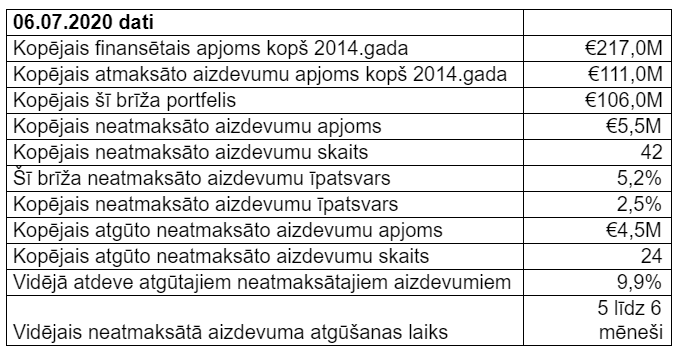 06.07.2020 dati
Kopējais finansētais apjoms kopš 2014.gada €217,0M
Kopējais atmaksāto aizdevumu apjoms kopš 2014.gada €111,0M
Kopējais šī brīža portfelis €106,0M
Kopējais neatmaksāto aizdevumu apjoms €5,5M
Kopējais neatmaksāto aizdevumu skaits 42
Šī brīža neatmaksāto aizdevumu īpatsvars 5,2%
Kopējais neatmaksāto aizdevumu īpatsvars 2,5%
Kopējais atgūto neatmaksāto aizdevumu apjoms €4,5M
Kopējais atgūto neatmaksāto aizdevumu skaits 24
Vidējā atdeve atgūtajiem neatmaksātajiem aizdevumiem 9,9%
Vidējais neatmaksātā aizdevuma atgūšanas laiks 5 līdz 6
mēneši